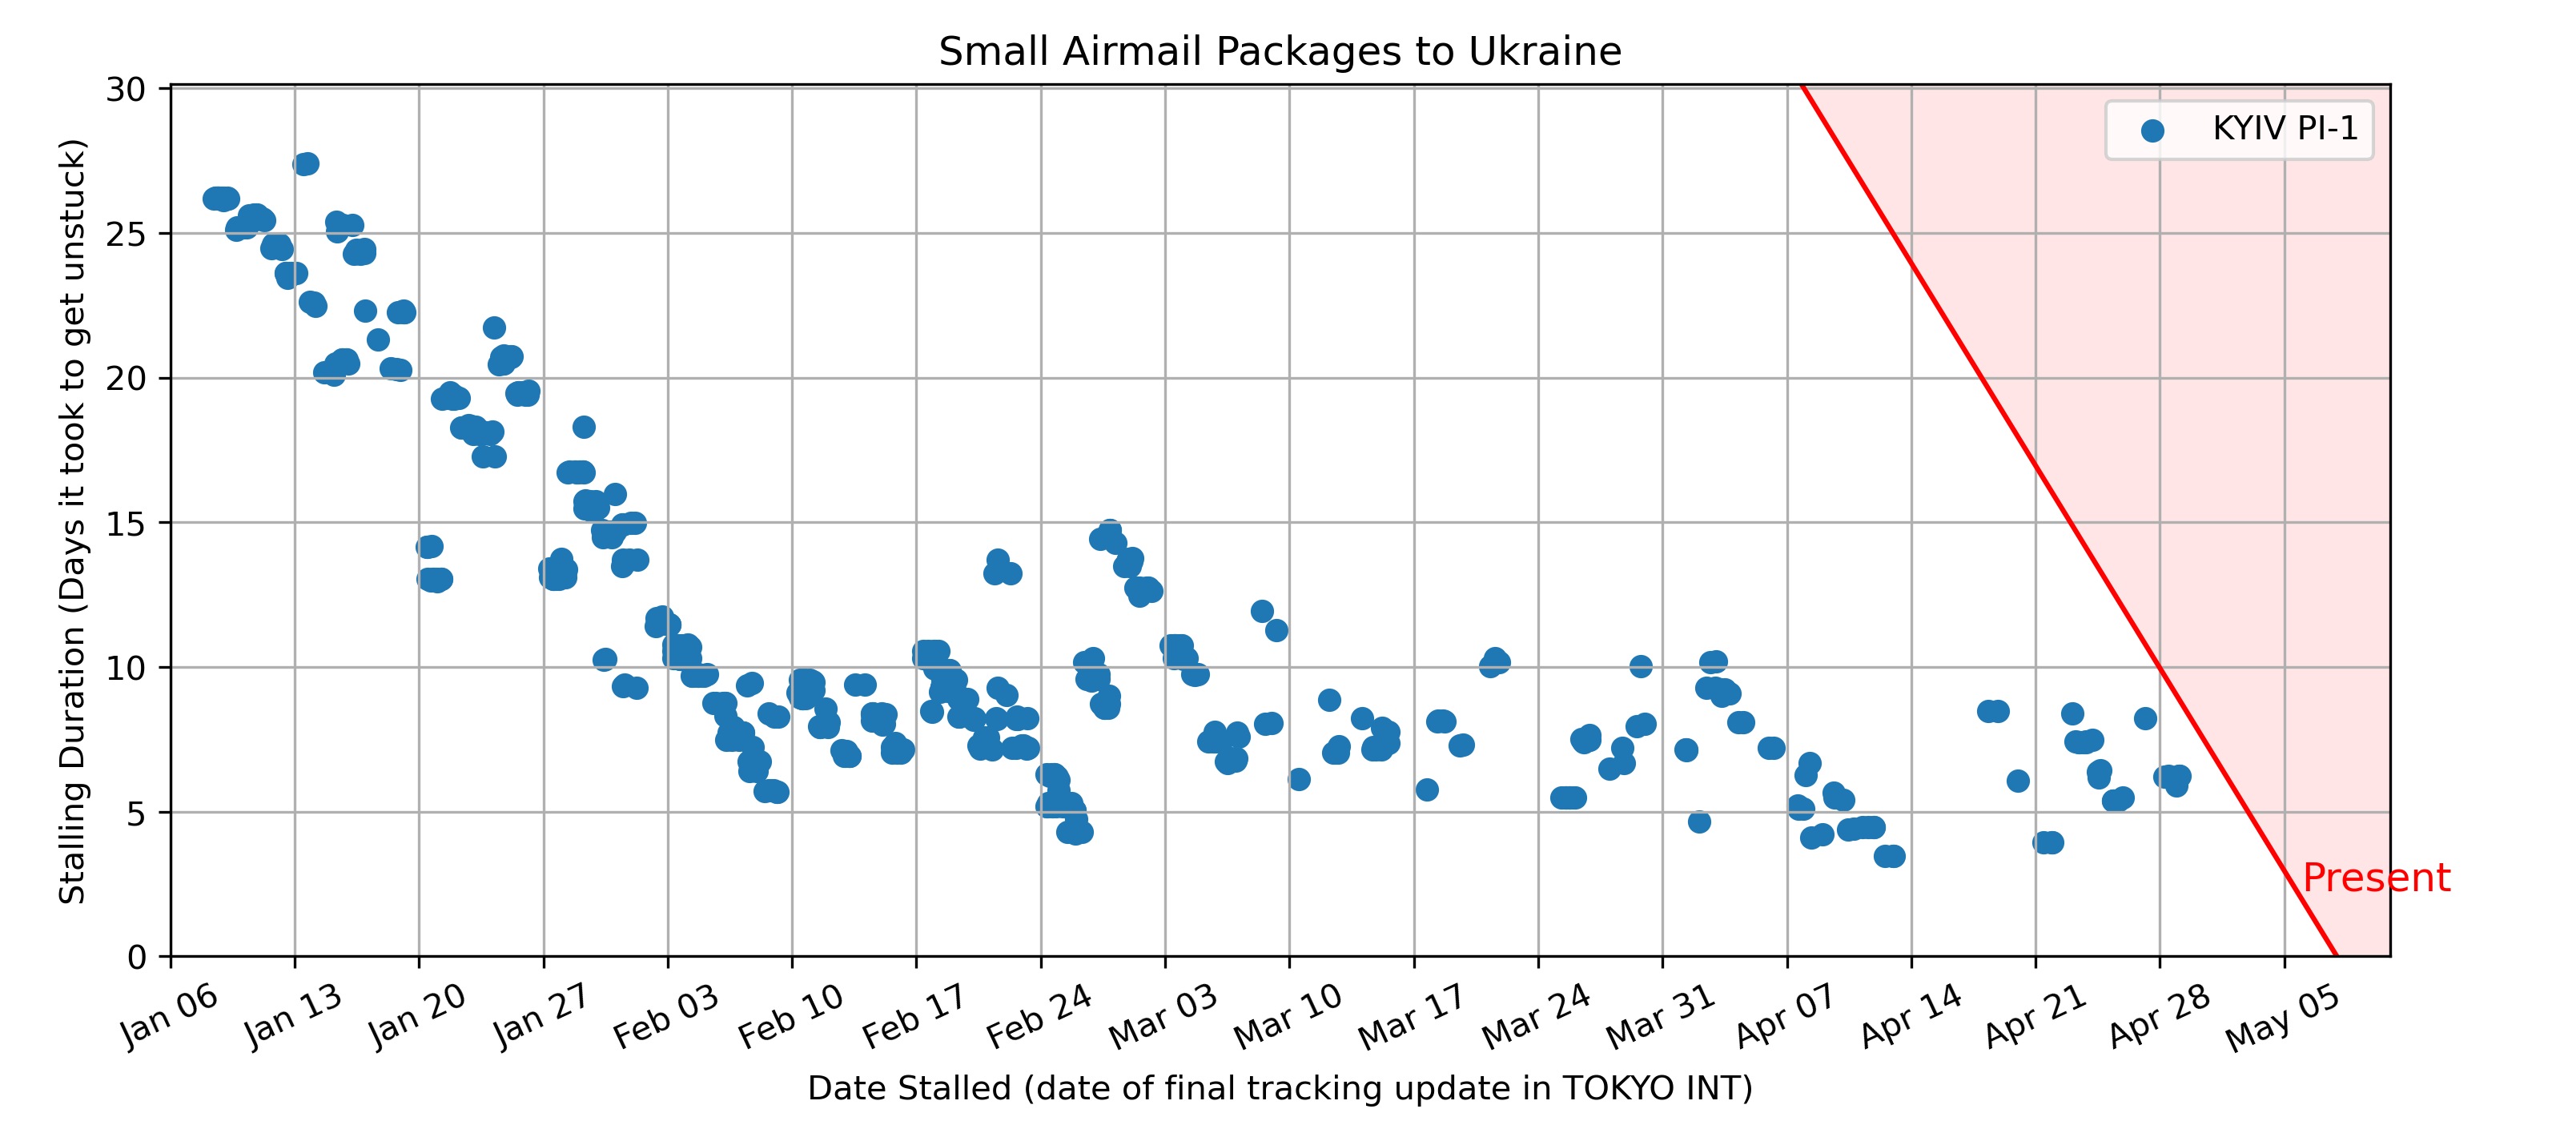 Small Airmail Packages to Ukraine
Stalling Duration (Days it took to get unstuck)
30
25
20
15
10
5
0
KYIV PI-1
Present
Jan 06 Jan 13 Jan 20 Jan 27 Feb 03 Feb 10 Feb 17 Feb 24 Mar 03 Mar 10 Mar 17 Mar 24 Mar 31 Apr 07 Apr 14 Apr 21 Apr 28 May 05
Date Stalled (date of final tracking update in TOKYO INT)